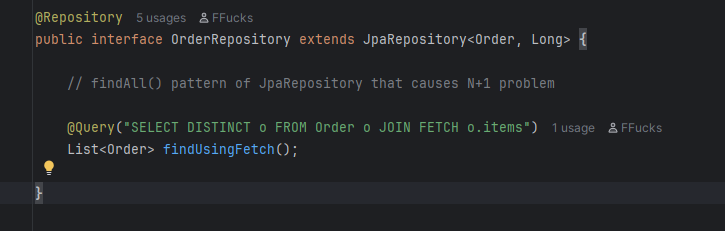 @Repository 5 usages FFucks
public interface OrderRepository extends JpaRepository<Order, Long> {
// findAll() pattern of JpaRepository that causes N+1 problem
@Query("SELECT DISTINCT o FROM Order o JOIN FETCH o.items") 1 usage FFucks
List<Order> findUsingFetch();
}